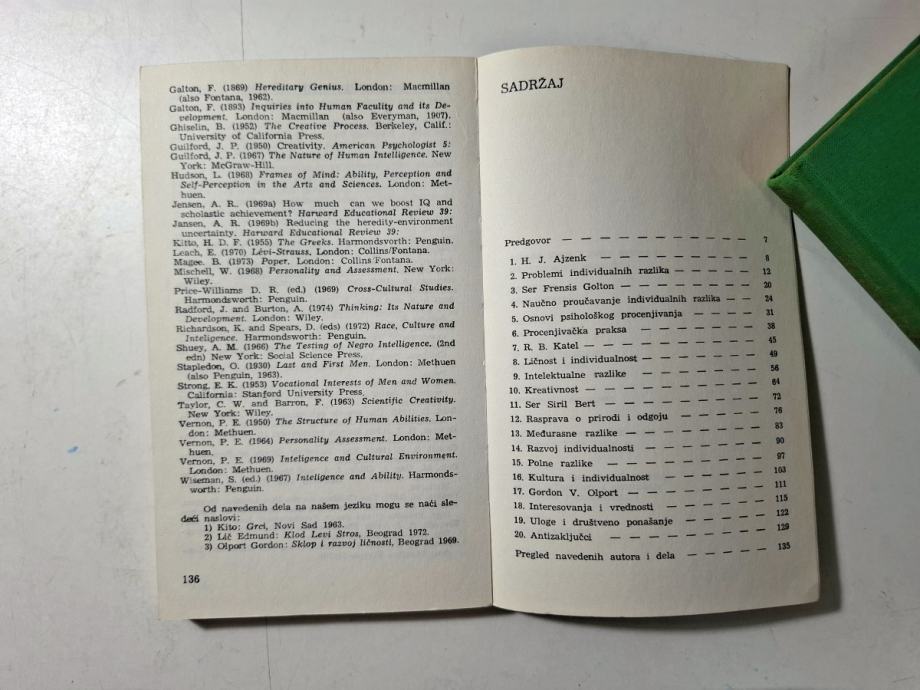 Galton, F. (1869) Hereditary Genius. London: Macmillan
(also Fontana, 1962).
Galton, F. (1893) Inquiries into Human Faculty and its De-
velopment. London: Macmillan (also Everyman, 1907).
Ghiselin, B. (1952) The Creative Process. Berkeley, Calif.:
University of California Press.
Guilford, J. P. (1950) Creativity. American Psychologist 5:
Guilford, J. P. (1967) The Nature of Human Intelligence. New
York: McGraw-Hill.
Hudson, L. (1968) Frames of Mind: Ability, Perception and
Self-Perception in the Arts and Sciences. London: Met-
huen.
Jensen, A. R. (1969a) How much can we boost IQ and
scholastic achievement? Harward Educational Review 39:
Jansen, A. R. (1969b) Reducing the heredity-environment
uncertainty. Harward Educational Review 39:
Kitto, H. D. F. (1955) The Greeks. Harmondsvorth: Penguin.
Leach, E. (1970) Lévi-Strauss. London: Collins/Fontana.
Magee. B. (1973) Poper. London: Collins/Fontana.
Mischell, W. (1968) Personality and Assessment. New York:
Wiley.
Price-Williams D. R. (ed.) (1969) Cross-Cultural Studies.
Harmondsworth: Penguin.
Radford, J. and Burton, A. (1974) Thinking: Its Nature and
Development. London: Wiley.
Richardson, K. and Spears, D. (eds) (1972) Race, Culture and
Inteligence. Harmondsworth: Penguin.
Shuey, A. M. (1966) The Testing of Negro Intelligence. (2nd
edn) New York: Social Science Press.
Stapledon, O. (1930) Last and First Men. London: Methuen
(also Penguin, 1963).
Strong, E. K. (1953) Vocational Interests of Men and Women.
California: Stanford University Press
Taylor, C. W. and Barron, F. (1963) Scientific Creativity.
New York: Wiley.
Vernon, P. E. (1950) The Structure of Human Abilities. Lon-
don: Methuen.
Vernon, P. E. (1964) Personality Assessment. London: Met-
huen.
Vernon, P. E. (1969) Inteligence and Cultural Environment.
London: Methuen.
Wiseman, S. (ed.) (1967) Inteligence and Ability. Harmonds-
worth: Penguin.
Od navedenih dela na našem jeziku mogu se naći sle-
deći naslovi:
1) Kito: Grci, Novi Sad 1963.
2) Lič Edmund: Klod Levi Stros, Beograd 1972.
3) Olport Gordon: Sklop i razvoj ličnosti, Beograd 1969.
136
SADRŽAJ
Predgovor — — — — — — — — — — 7
1. H. J. Ajzenk — — — — — — — — 8
2. Problemi individualnih razlika — — — — — 12
3. Ser Frensis Golton — — — — — — — 20
4. Naučno proučavanje individualnih razlika — — 24
5. Osnovi psihološkog procenjivanja — — — — 31
6. Procenjivačka praksa — — — — — — 38
7. R. B. Katel — — — — — — — — 45
8. Ličnost i individualnost — — — — — — 49
9. Intelektualne razlike — — — — — — 56
10. Kreativnost — — — — — — — — 64
11. Ser Siril Bert — — — — — — — — 72
12. Rasprava o prirodi i odgoju — — — — — 76
13. Međurasne razlike — — — — — — — 83
14. Razvoj individualnosti — — — — — — 90
15. Polne razlike — — — — — — — — 97
16. Kultura i individualnost — — — — — 103
17. Gordon V. Olport — — — — — — — 111
18. Interesovanja i vrednosti — — — — — 115
19. Uloge i društveno ponašanje — — — — — 122
20. Antizaključci — — — — — — — — 129
Pregled navedenih autora i dela — — — — — 135